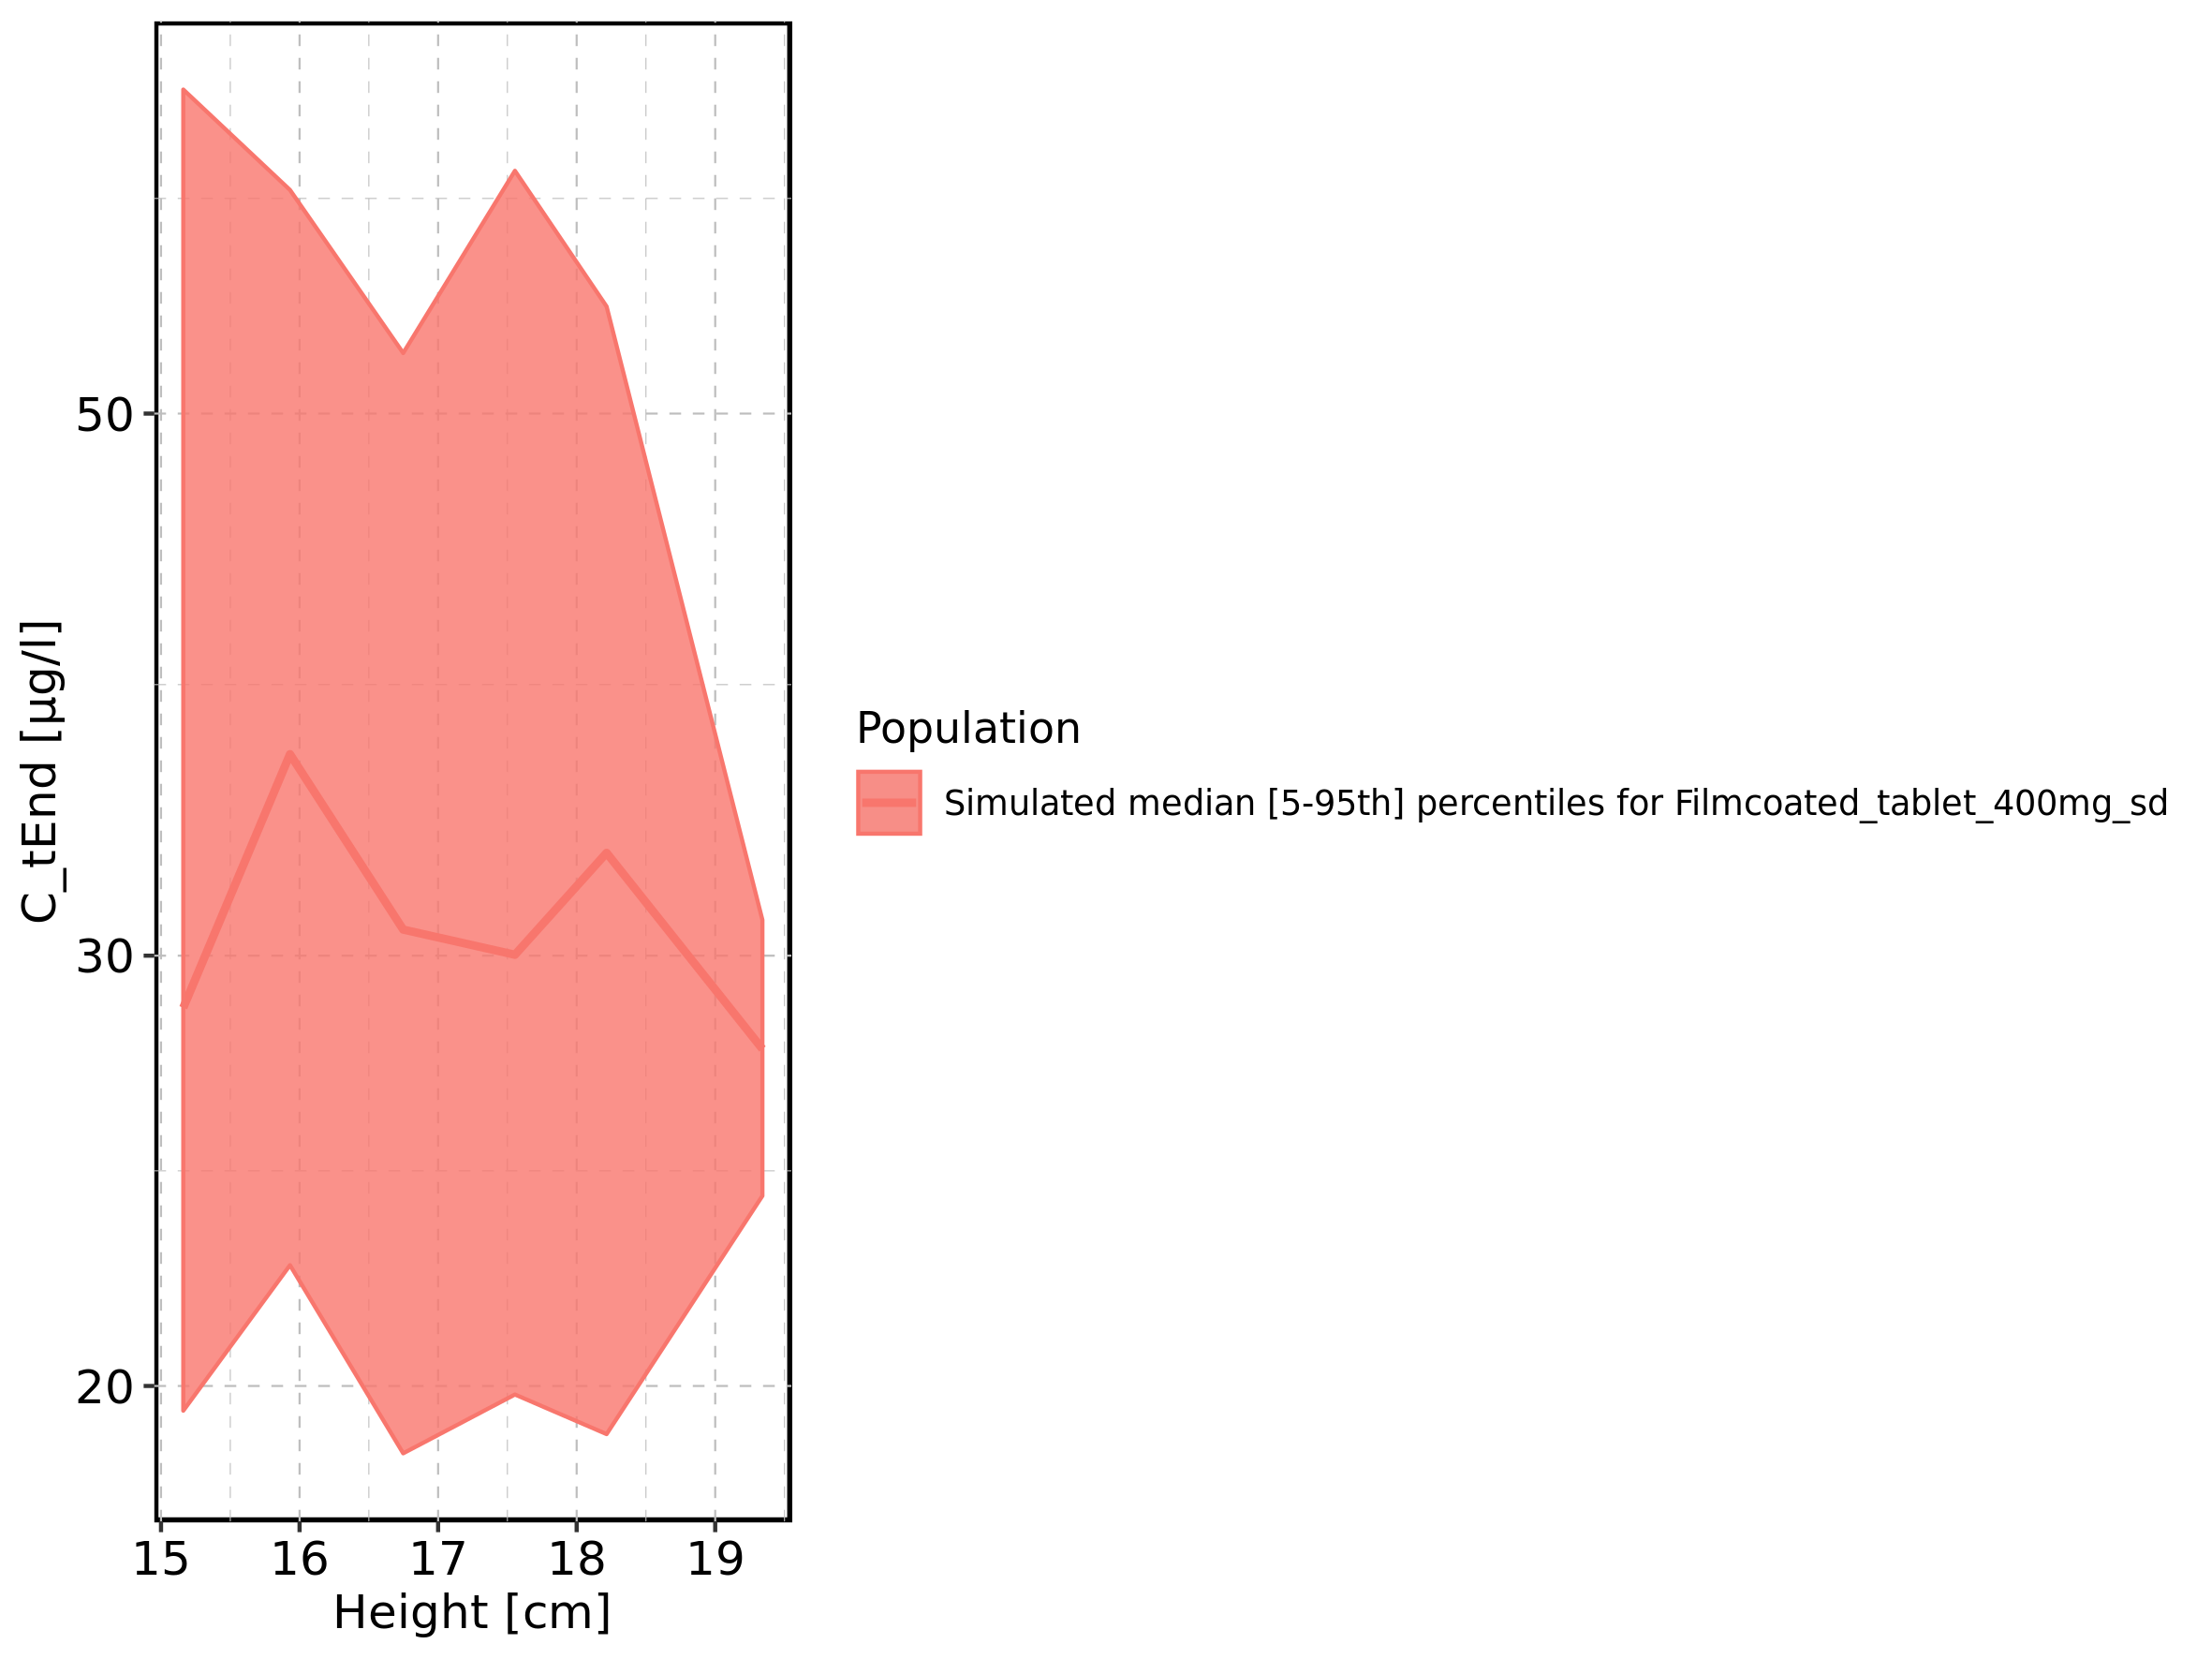 50
30
20
C_tEnd [µg/l]
15 16 17 18 19
Height [cm]
Population
Simulated median [5-95th] percentiles for Filmcoated_tablet_400mg_sd